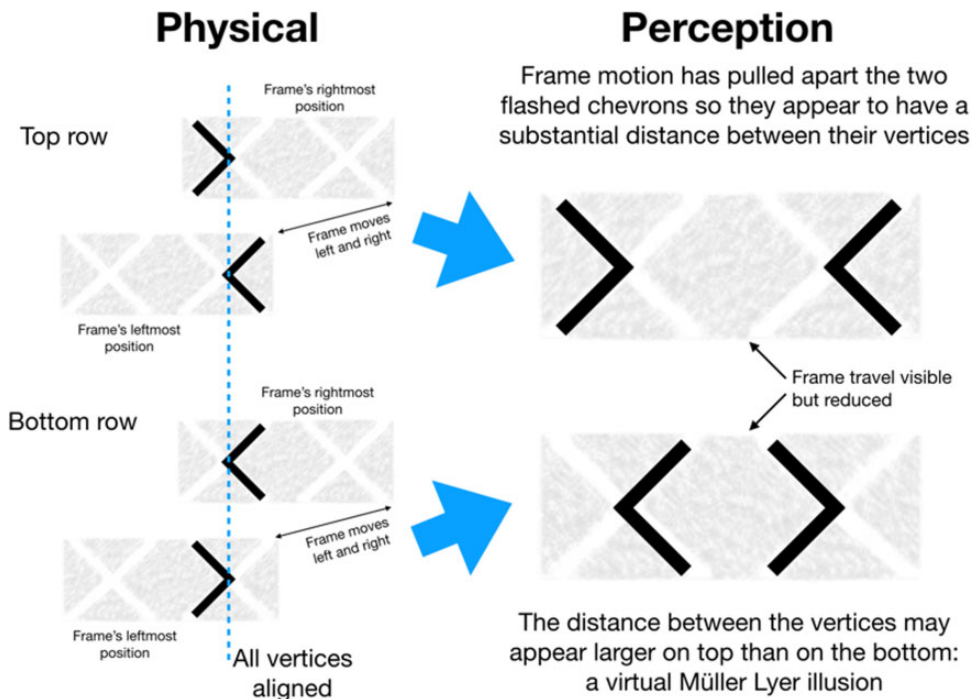 Physical
Perception
Frame's rightmost
position
Top row
Frame moves
left and right
Frame's leftmost
position
Frame motion has pulled apart the two
flashed chevrons so they appear to have a
substantial distance between their vertices
Frame travel visible
but reduced
Frame's rightmost
position
Bottom row
Frame moves
left and right
Frame's leftmost
position
All vertices
aligned
The distance between the vertices may
appear larger on top than on the bottom:
a virtual Müller Lyer illusion